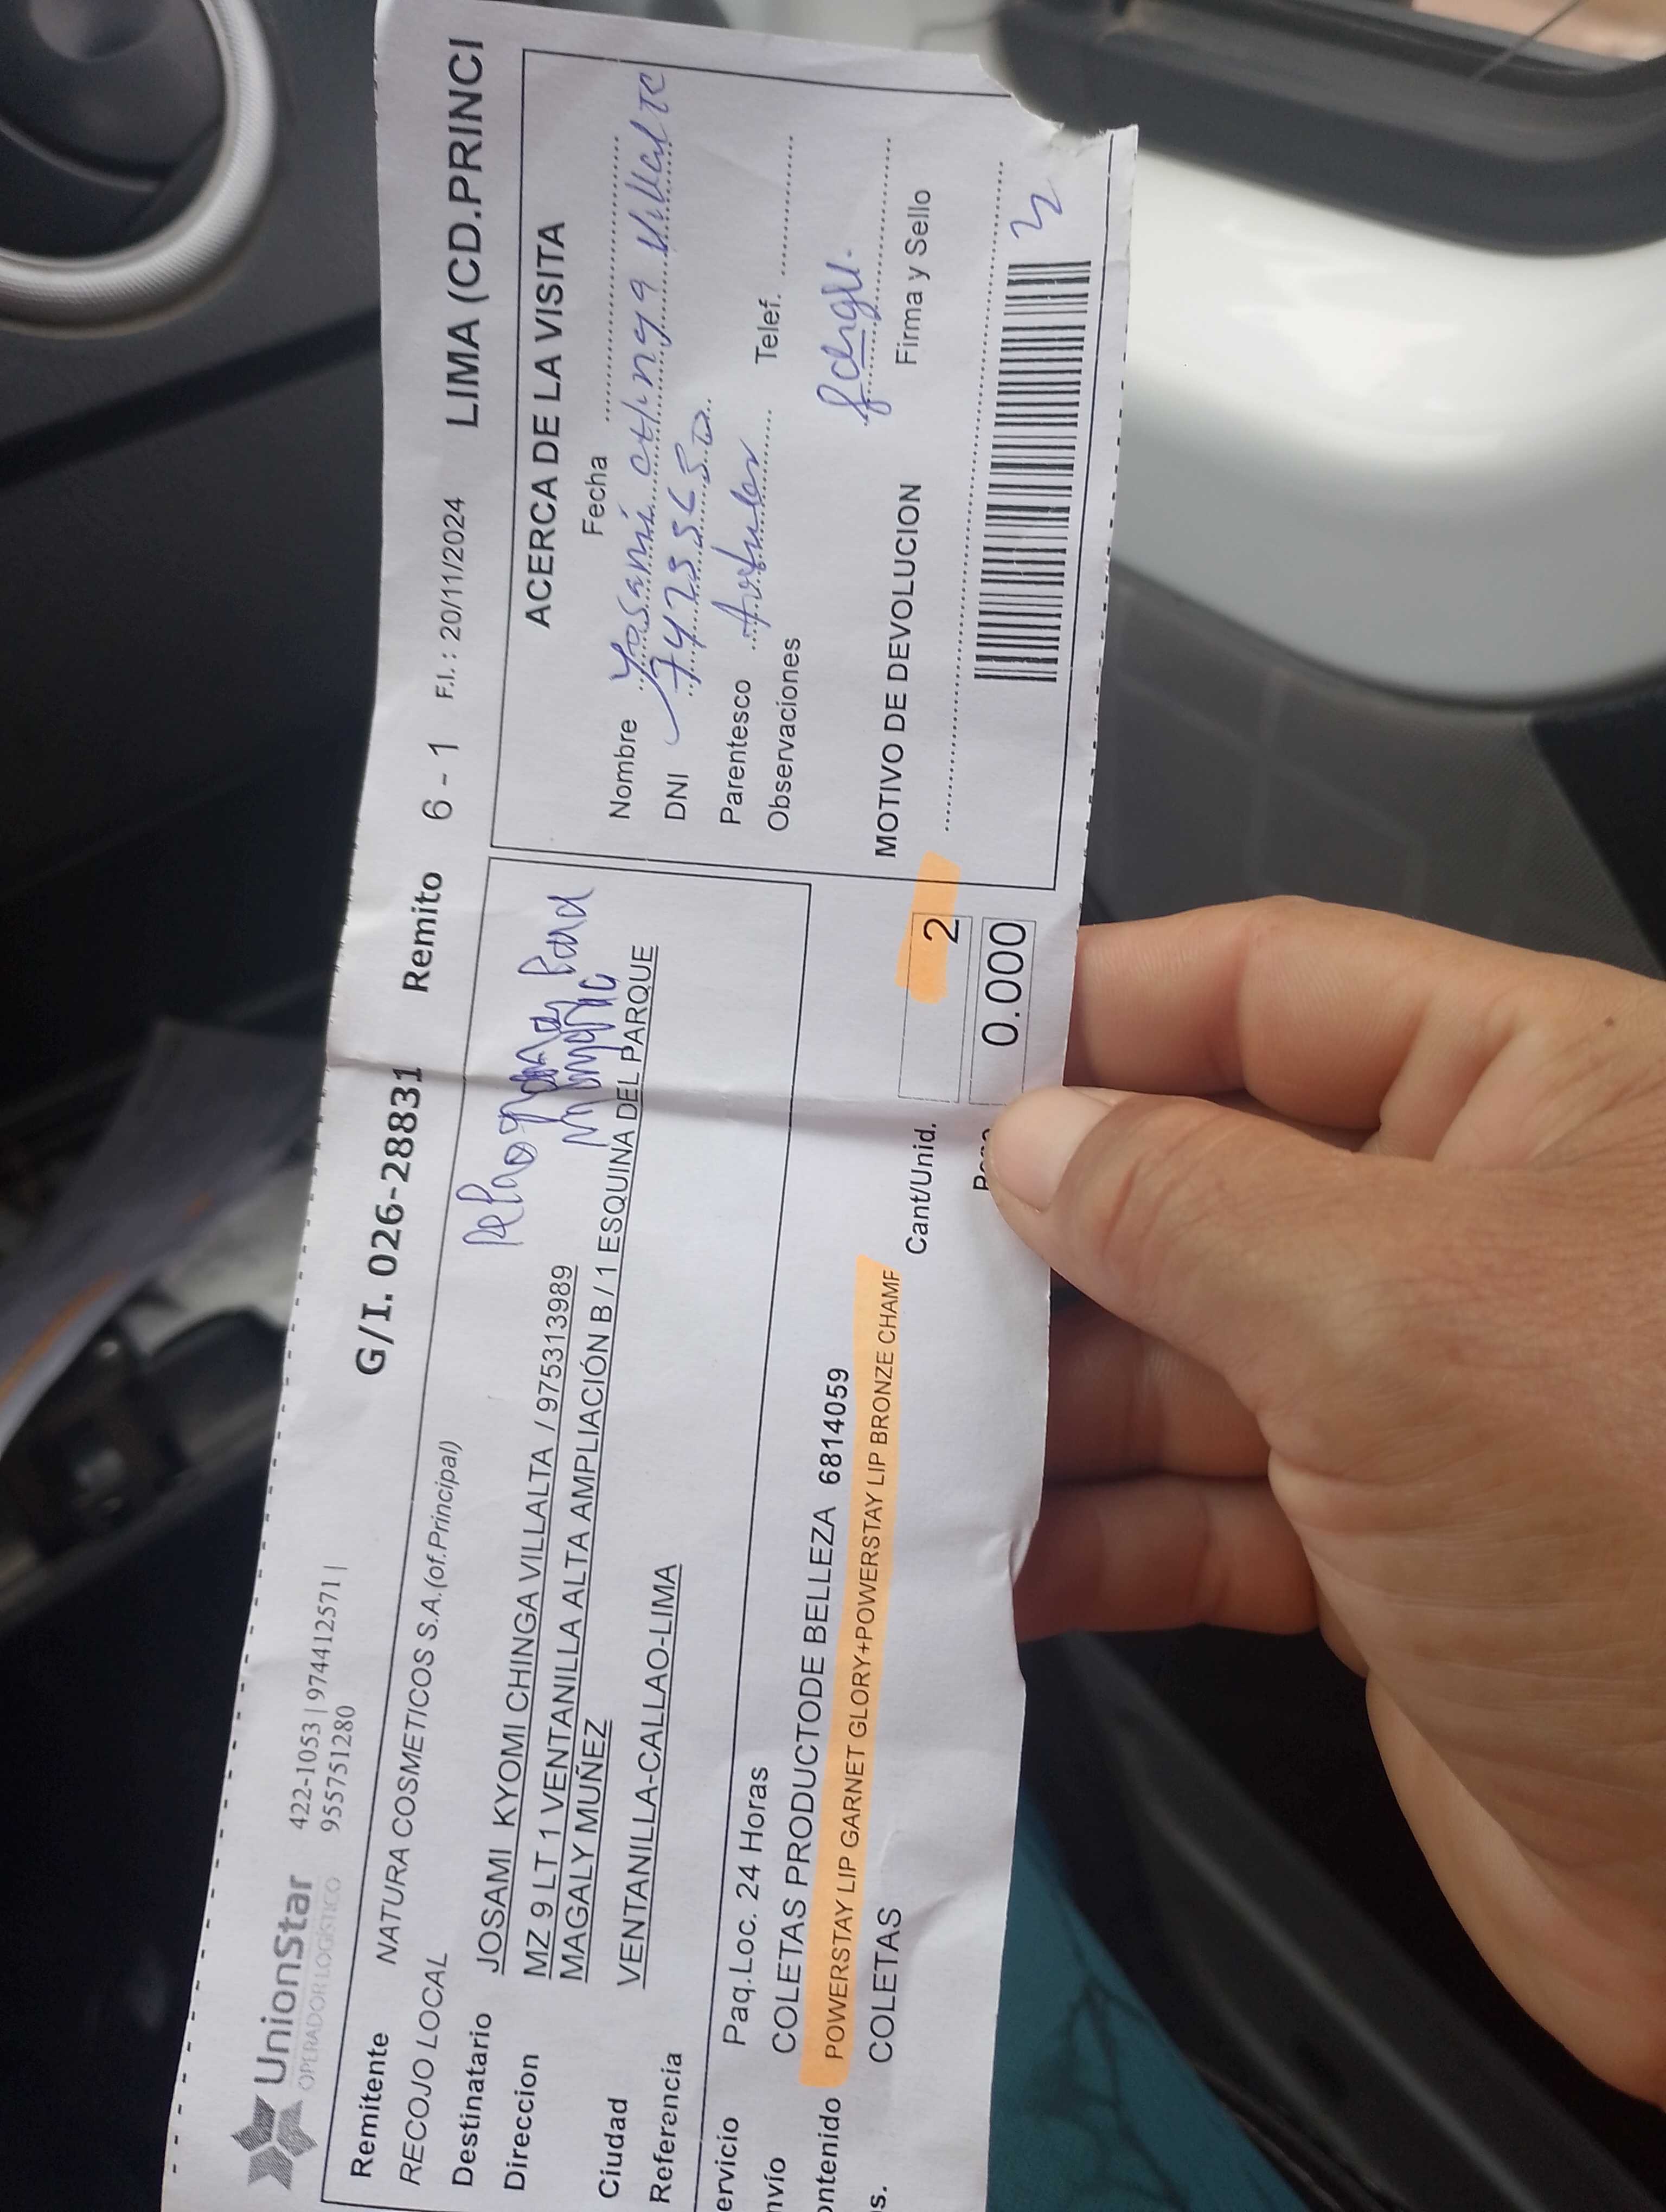 UnionStar
OPERADOR LOGÍSTICO
422-1053 | 974412571 |
955751280
G/I. 026-28831 Remito 6 - 1 F.I.: 20/11/2024 LIMA (CD.PRINCI
Remitente NATURA COSMETICOS S.A.(of.Principal)
RECOJO LOCAL
Destinatario JOSAMI KYOMI CHINGA VILLALTA / 975313989
Direccion MZ 9 LT 1 VENTANILLA ALTA AMPLIACIÓN B / 1 ESQUINA DEL PARQUE
MAGALY MUÑEZ
Ciudad VENTANILLA-CALLAO-LIMA
Referencia
ervicio Paq.Loc. 24 Horas
nvío COLETAS PRODUCTODE BELLEZA 6814059
ontenido POWERSTAY LIP GARNET GLORY+POWERSTAY LIP BRONZE CHAMF
s. COLETAS
Cant/Unid. 2
0.000
ACERCA DE LA VISITA
Fecha
Nombre
DNI
Parentesco
Telef.
Observaciones
Firma y Sello
MOTIVO DE DEVOLUCION